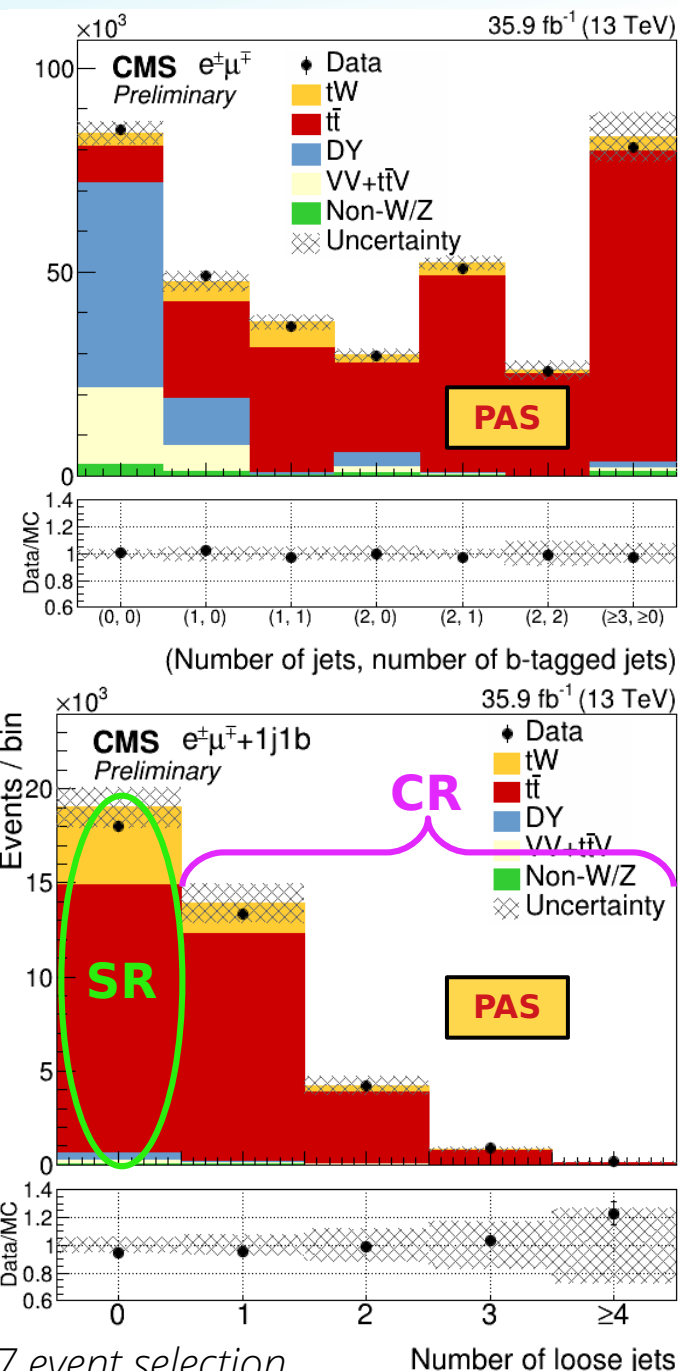 ×10³ 35.9 fb⁻¹ (13 TeV)
100 CMS e±μ∓ Data
Preliminary tW
tt̄
DY
VV+tt̄V
Non-W/Z
50 Uncertainty
PAS
0
Data/MC
1.4
1.2
1
0.8
0.6
(0, 0) (1, 0) (1, 1) (2, 0) (2, 1) (2, 2) (≥3, ≥0)
(Number of jets, number of b-tagged jets)
×10³ 35.9 fb⁻¹ (13 TeV)
Events / bin
CMS e±μ∓+1j1b Data
Preliminary tW
20 CR tt̄
DY
VV+tt̄V
15 Non-W/Z
Uncertainty
10 SR PAS
5
0
Data/MC
1.4
1.2
1
0.8
0.6
0 1 2 3 ≥4
7 event selection Number of loose jets